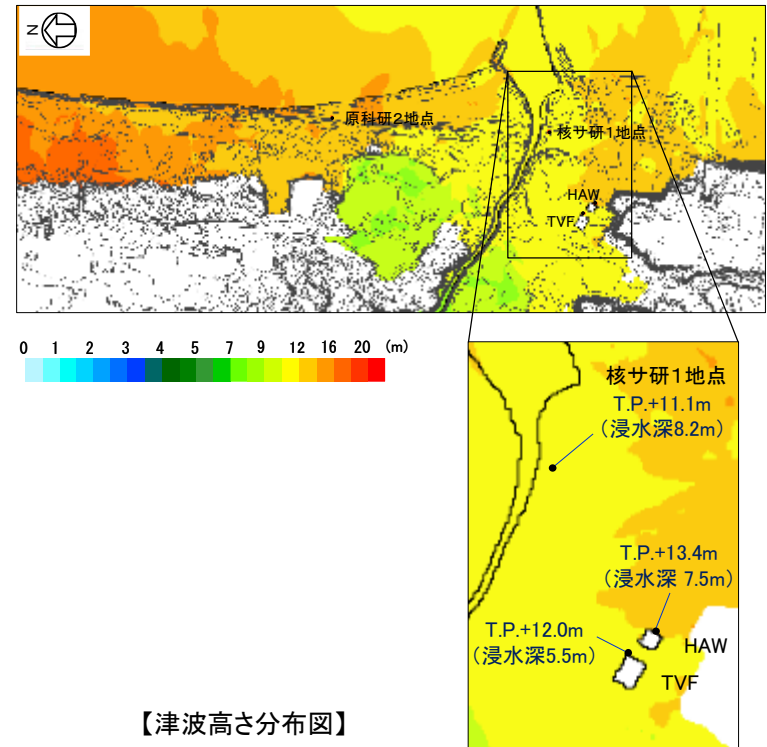 N
原科研2地点
核サ研1地点
HAW
TVF
0 1 2 3 4 5 7 9 12 16 20 (m)
核サ研1地点
T.P.+11.1m
（浸水深8.2m）
T.P.+13.4m
（浸水深 7.5m）
T.P.+12.0m
（浸水深5.5m）
HAW
TVF
【津波高さ分布図】